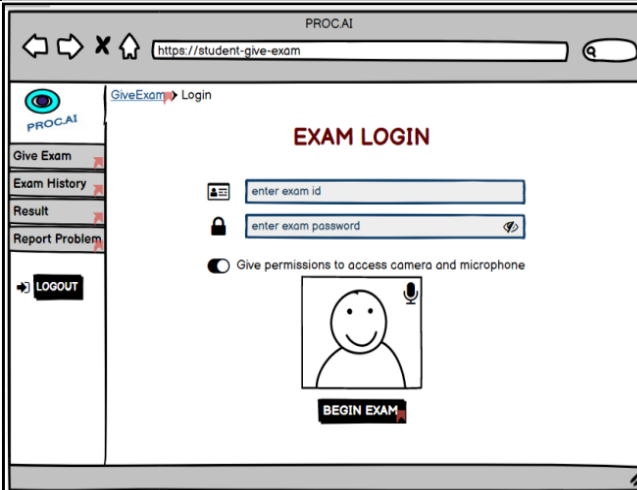 PROC.AI
https://student-give-exam
GiveExam Login
PROC.AI
EXAM LOGIN
Give Exam
Exam History
Result
Report Problem
LOGOUT
enter exam id
enter exam password
Give permissions to access camera and microphone
BEGIN EXAM